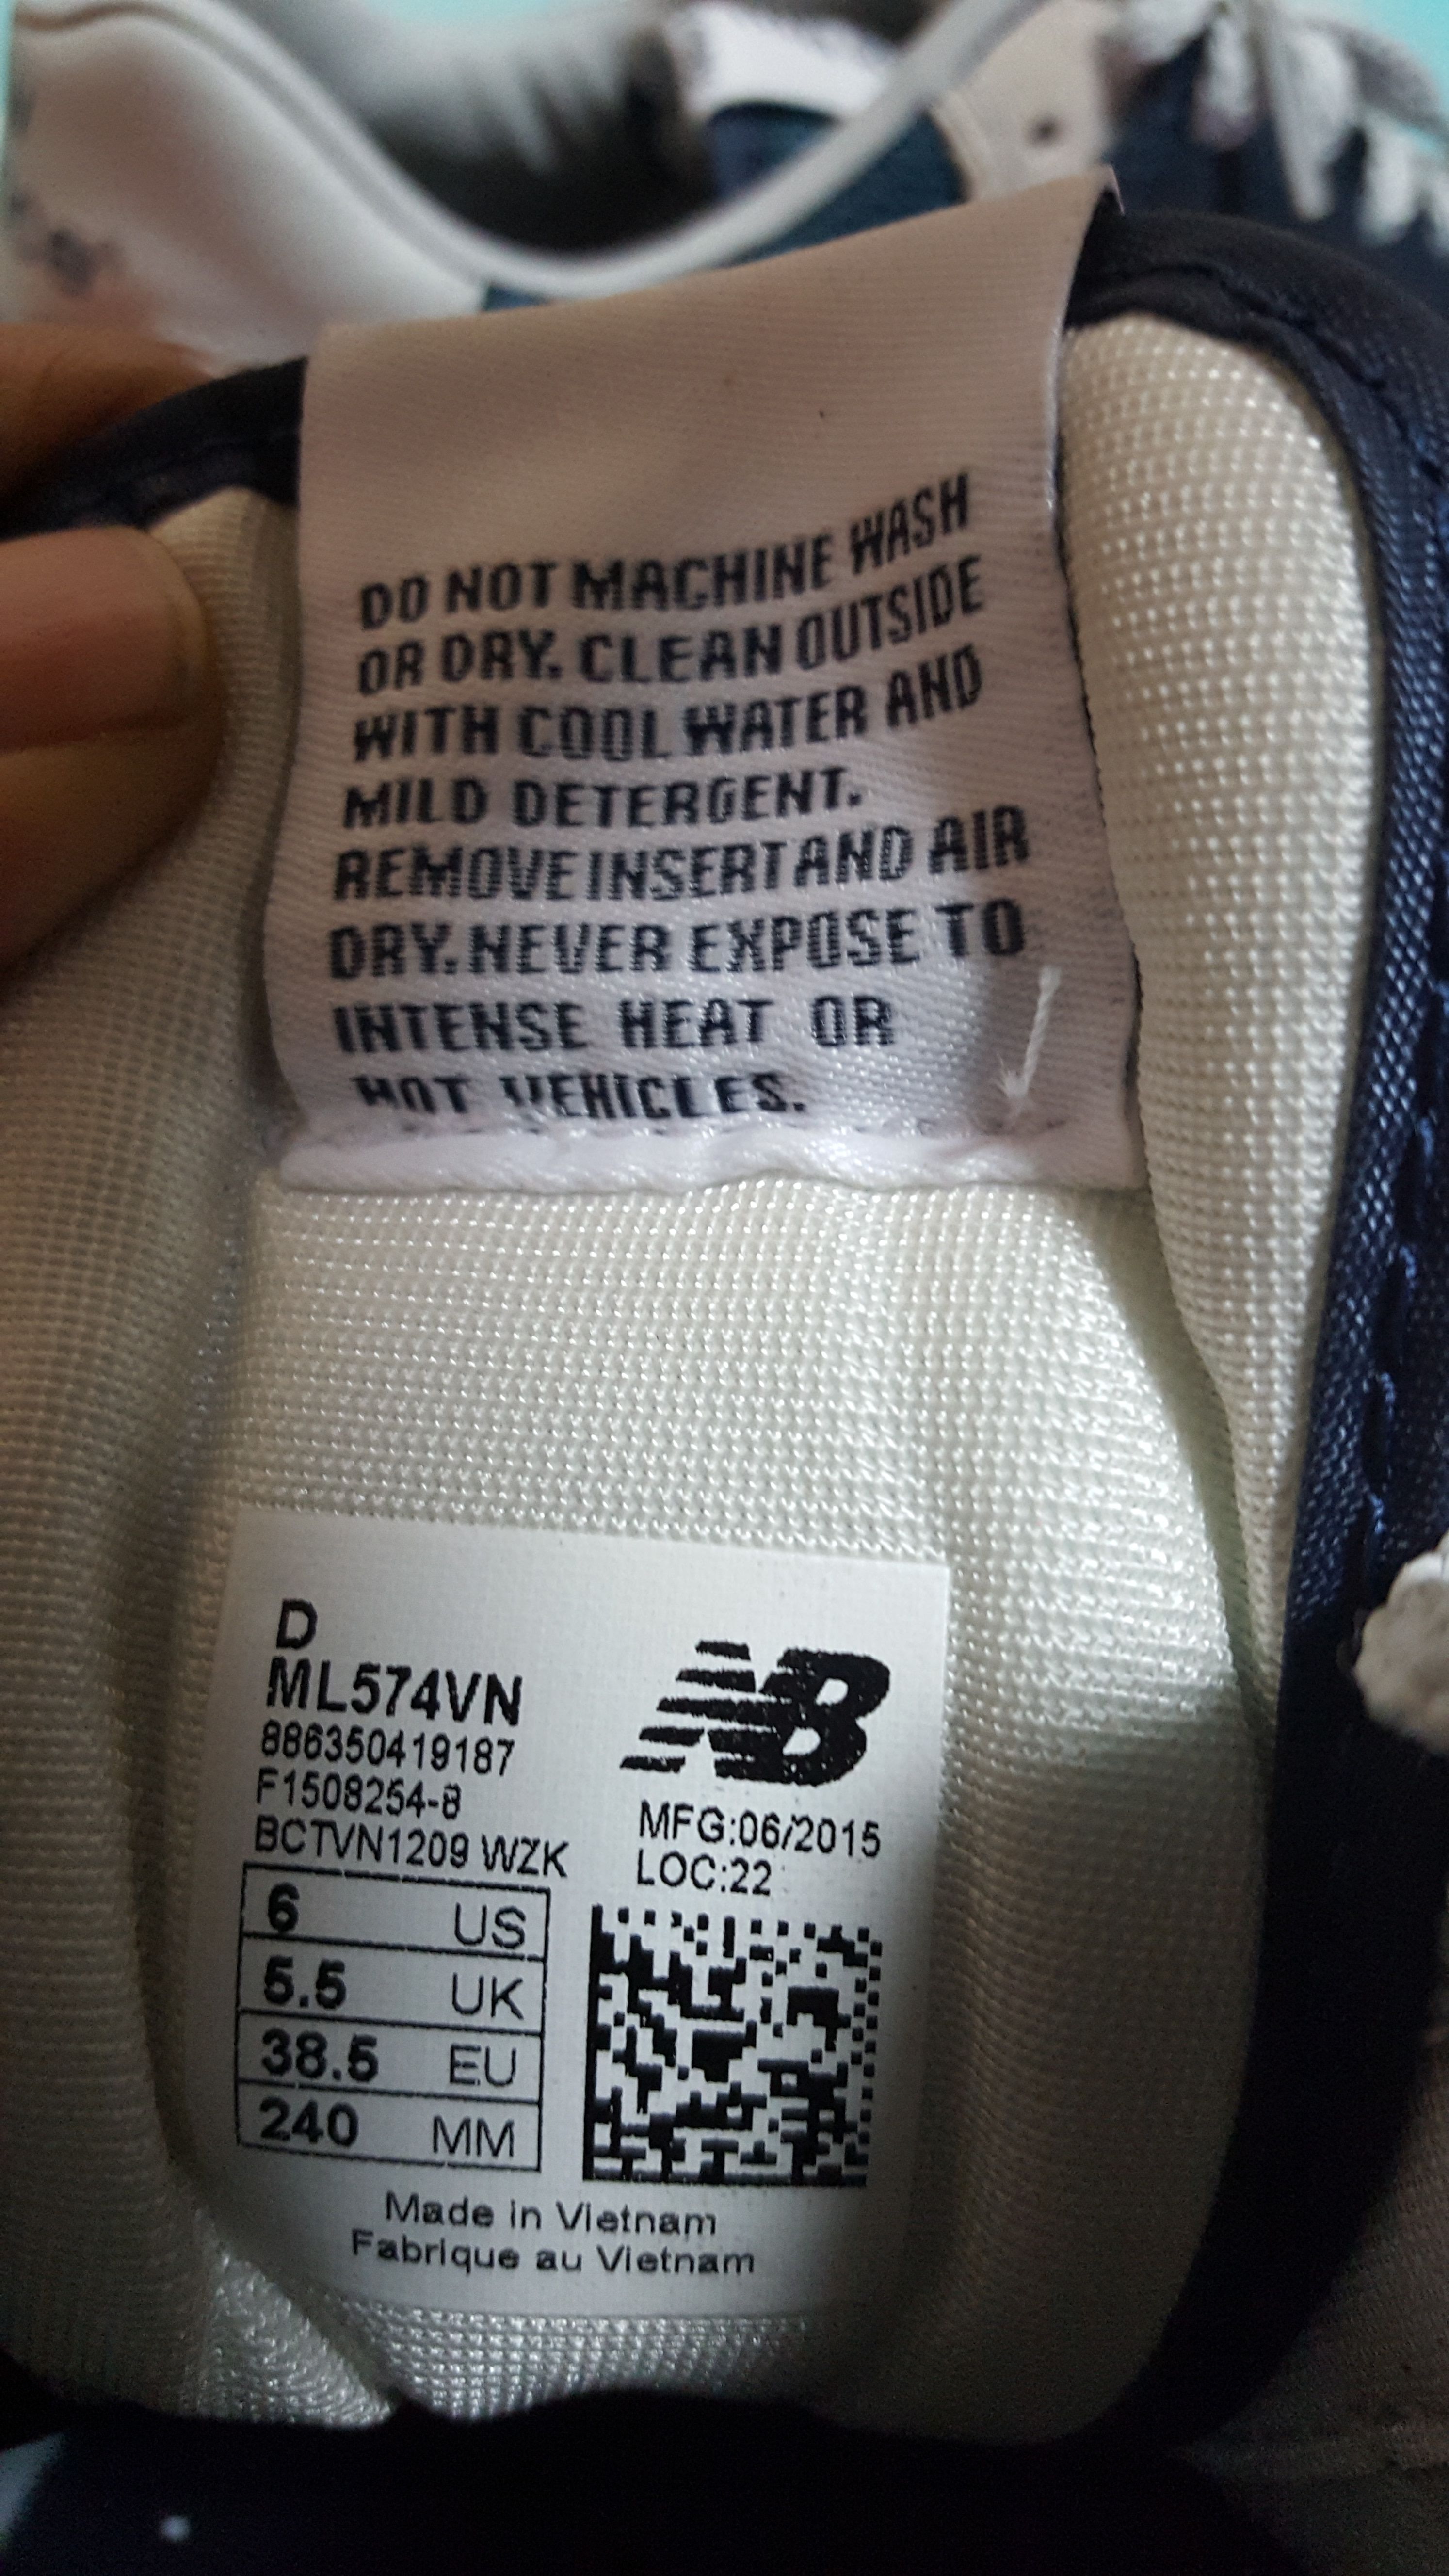 DO NOT MACHINE WASH
OR DRY. CLEAN OUTSIDE
WITH COOL WATER AND
MILD DETERGENT.
REMOVE INSERT AND AIR
DRY. NEVER EXPOSE TO
INTENSE HEAT OR
HOT VEHICLES.
D
ML574VN
886350419187
F1508254-8
BCTVN1209 WZK
NB
MFG:06/2015
LOC:22
6 US
5.5 UK
38.5 EU
240 MM
Made in Vietnam
Fabrique au Vietnam